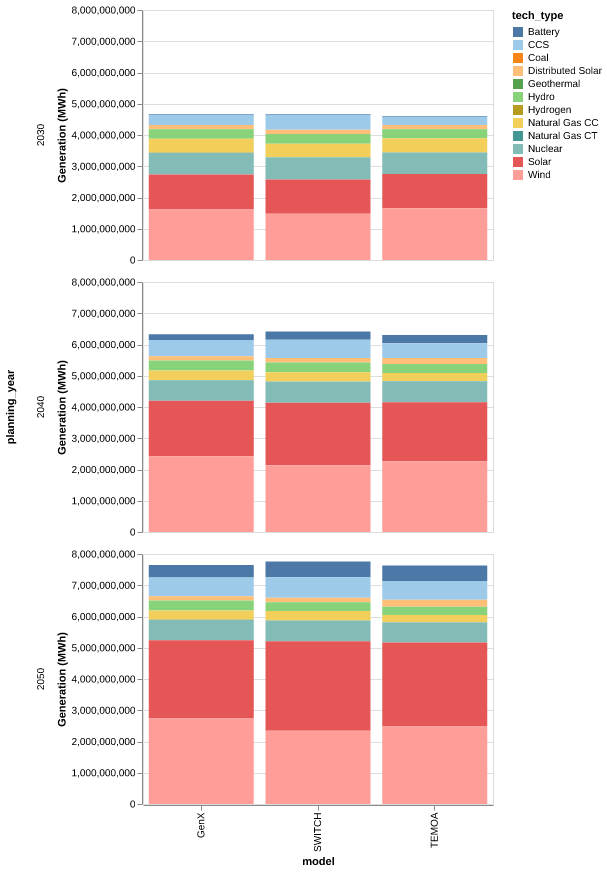 tech_type
Battery
CCS
Coal
Distributed Solar
Geothermal
Hydro
Hydrogen
Natural Gas CC
Natural Gas CT
Nuclear
Solar
Wind
planning_year
2030
Generation (MWh)
8,000,000,000
7,000,000,000
6,000,000,000
5,000,000,000
4,000,000,000
3,000,000,000
2,000,000,000
1,000,000,000
0
2040
Generation (MWh)
8,000,000,000
7,000,000,000
6,000,000,000
5,000,000,000
4,000,000,000
3,000,000,000
2,000,000,000
1,000,000,000
0
2050
Generation (MWh)
8,000,000,000
7,000,000,000
6,000,000,000
5,000,000,000
4,000,000,000
3,000,000,000
2,000,000,000
1,000,000,000
0
GenX
SWITCH
TEMOA
model